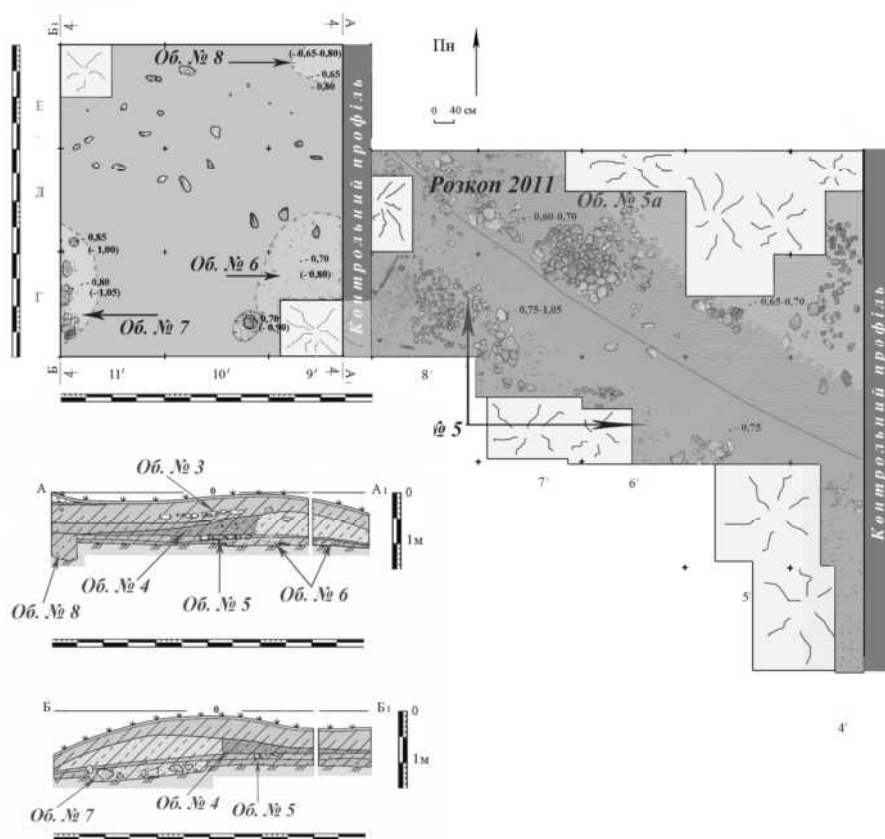 Б1
4
4
А
Об. № 8
(-0,65-0,80)
- 0,65
- 0,80
Пн
0 40 см
Е
Д
Г
Контрольний профіль
Розкоп 2011
Об. № 5а
- 0,60-0,70
0,85
(- 1,00)
- 0,70
(- 0,80)
Об. № 6
- 0,80
(-1,05)
Об. № 7
- 0,70
(- 0,90)
0,75-1,05
- 0,65-0,70
Контрольний профіль
Б
4
11′
10′
9′
4
А
8′
№ 5
- 0,75
7′
6′
5′
4′
Об. № 3
А
0
А1
0
1м
Об. № 4
Об. № 5
Об. № 6
Об. № 8
Б
0
Б1
0
1м
Об. № 7
Об. № 4
Об. № 5